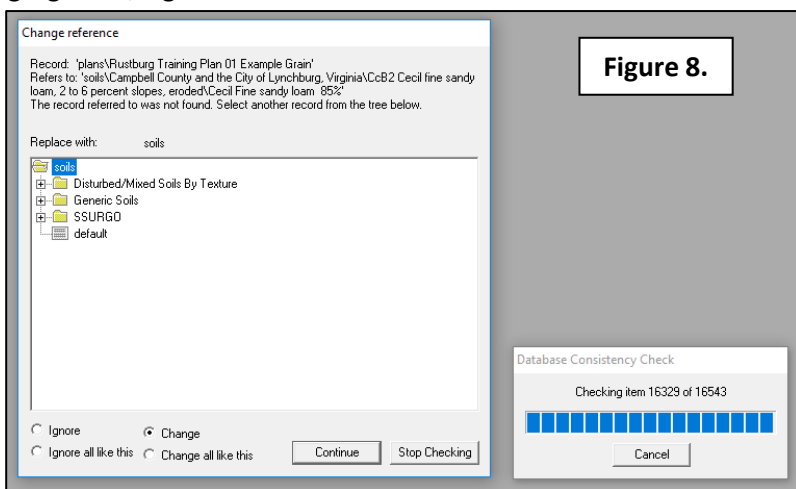 Change reference
Record: 'plans\Rustburg Training Plan 01 Example Grain'
Refers to: 'soils\Campbell County and the City of Lynchburg, Virginia\CcB2 Cecil fine sandy
loam, 2 to 6 percent slopes, eroded\Cecil Fine sandy loam 85%'
The record referred to was not found. Select another record from the tree below.
Replace with: soils
soils
Disturbed/Mixed Soils By Texture
Generic Soils
SSURGO
default
Ignore
Change
Ignore all like this
Change all like this
Continue
Stop Checking
Figure 8.
Database Consistency Check
Checking item 16329 of 16543
Cancel